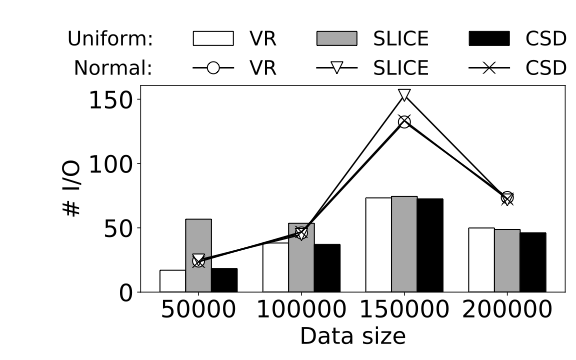 Uniform: VR SLICE CSD
Normal: VR SLICE CSD
150
100
50
0
# I/O
50000 100000 150000 200000
Data size